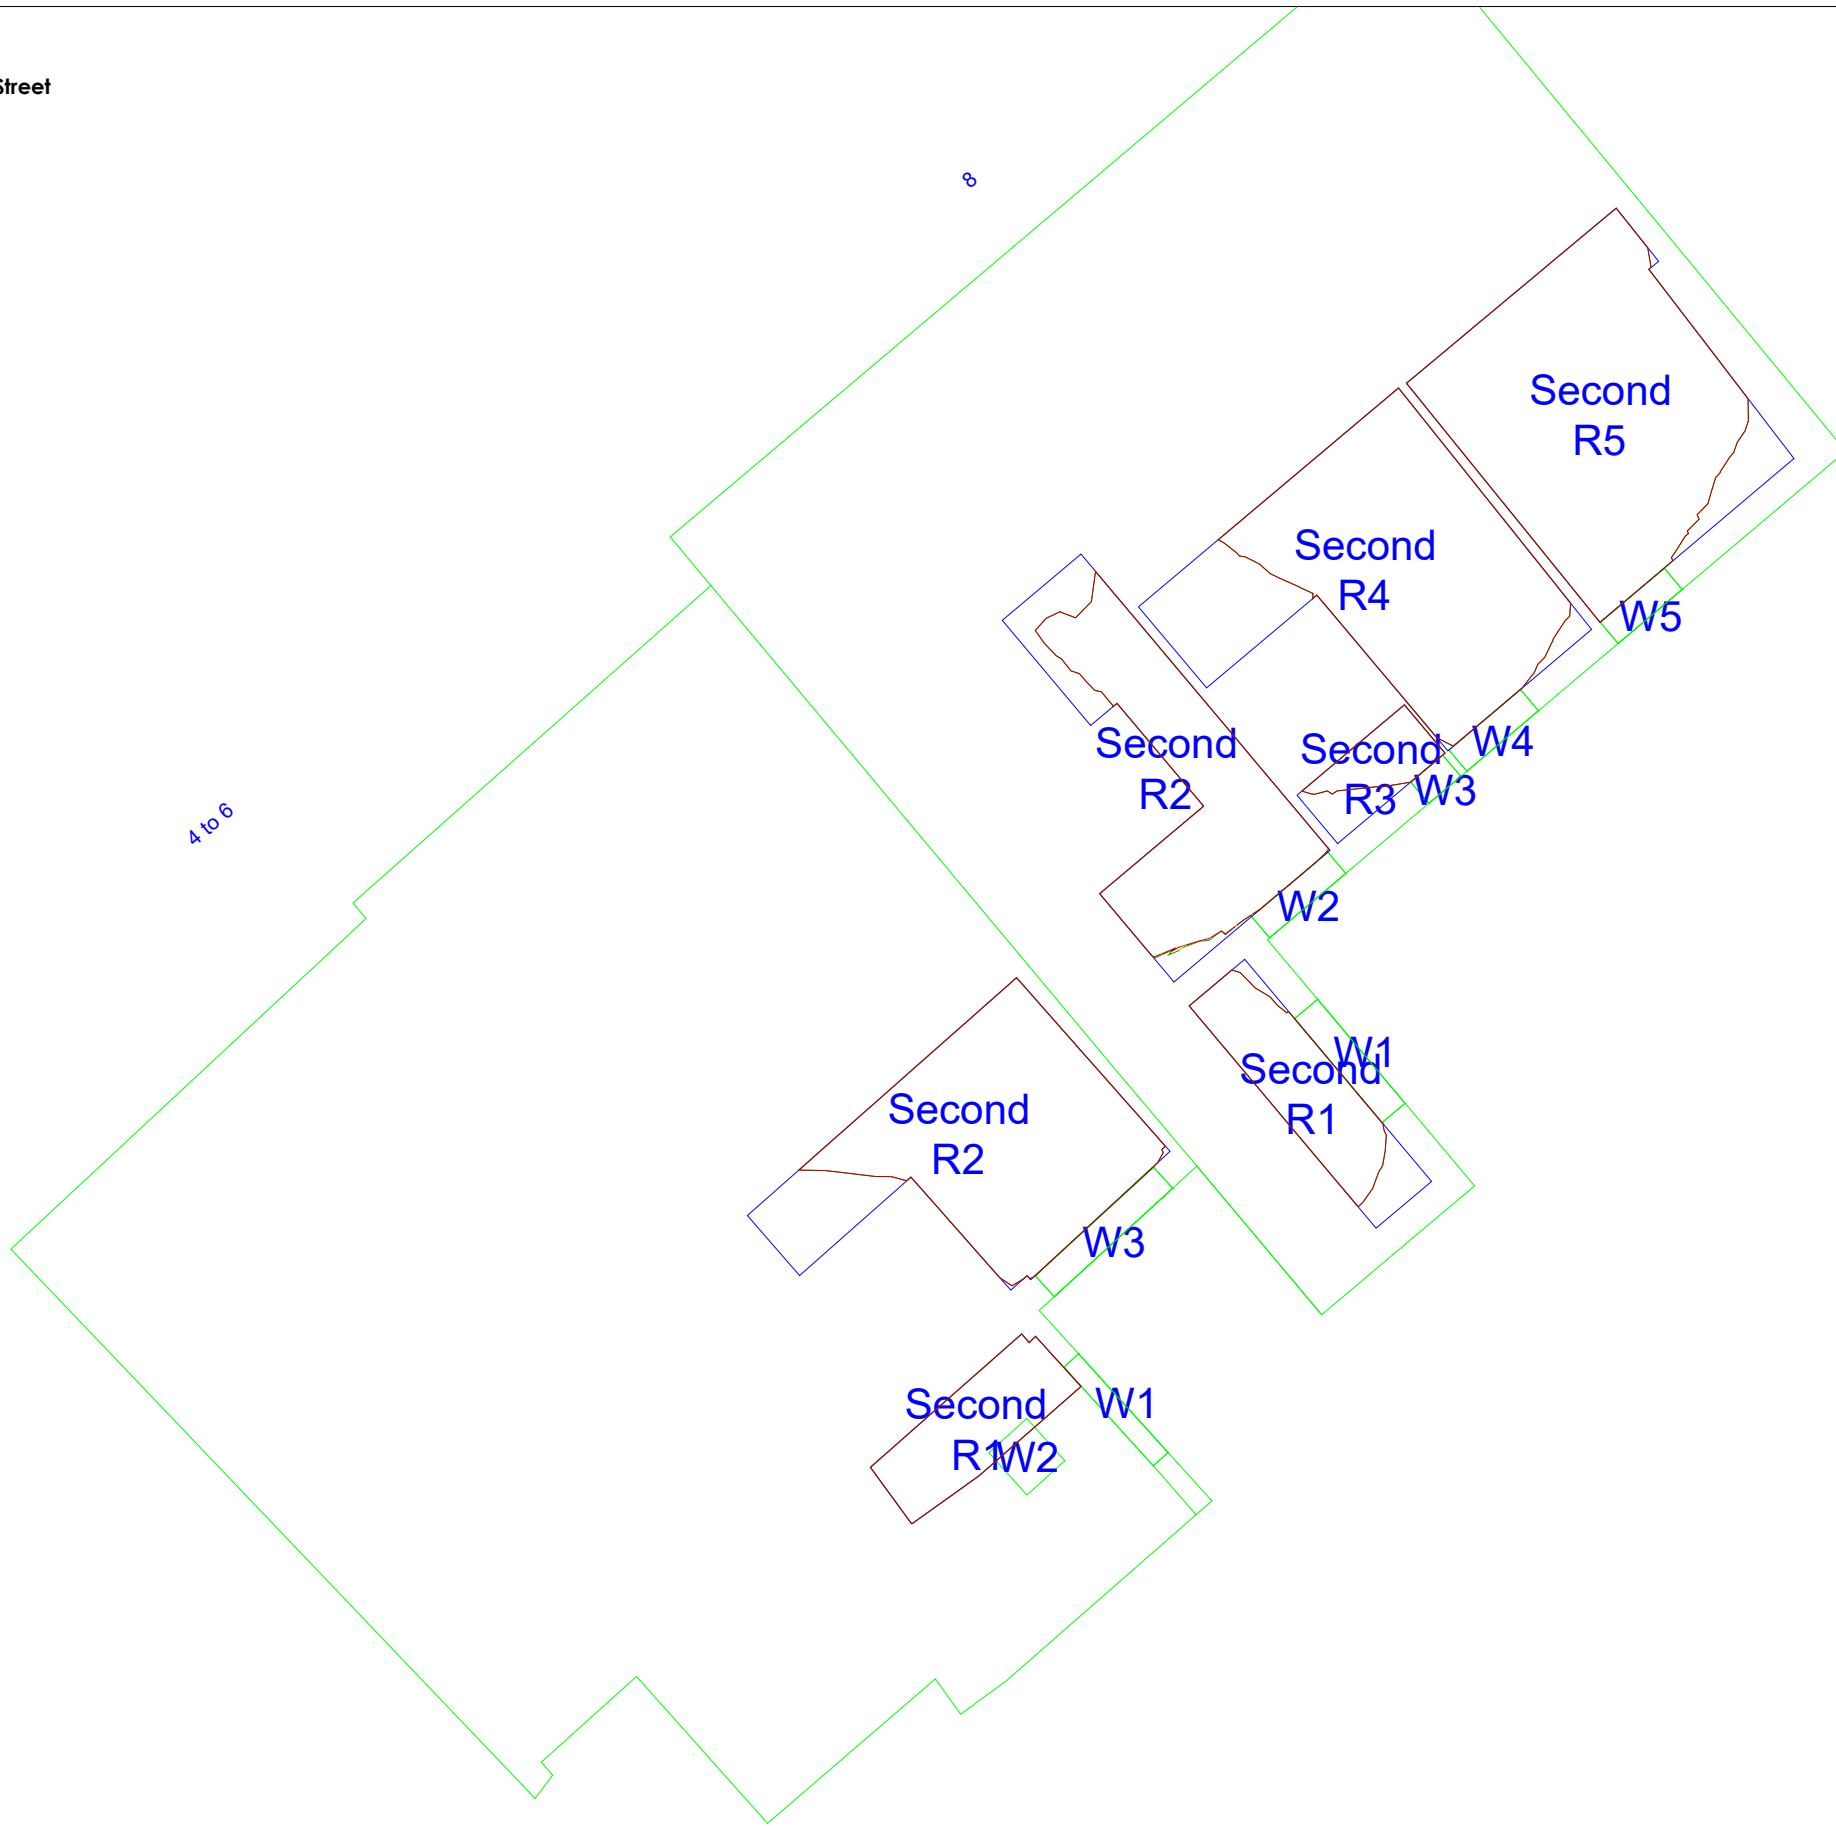 Street
8
Second
R5
Second
R4
W5
Second
R2
Second
R3
W4
W3
4 to 6
W2
W1
Second
R1
Second
R2
W3
Second
R1
W1
W2